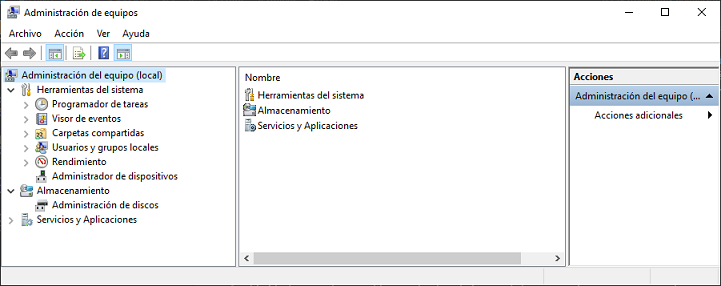 Administración de equipos
Archivo Acción Ver Ayuda
Administración del equipo (local)
Herramientas del sistema
Programador de tareas
Visor de eventos
Carpetas compartidas
Usuarios y grupos locales
Rendimiento
Administrador de dispositivos
Almacenamiento
Administración de discos
Servicios y Aplicaciones
Nombre
Herramientas del sistema
Almacenamiento
Servicios y Aplicaciones
Acciones
Administración del equipo (...
Acciones adicionales